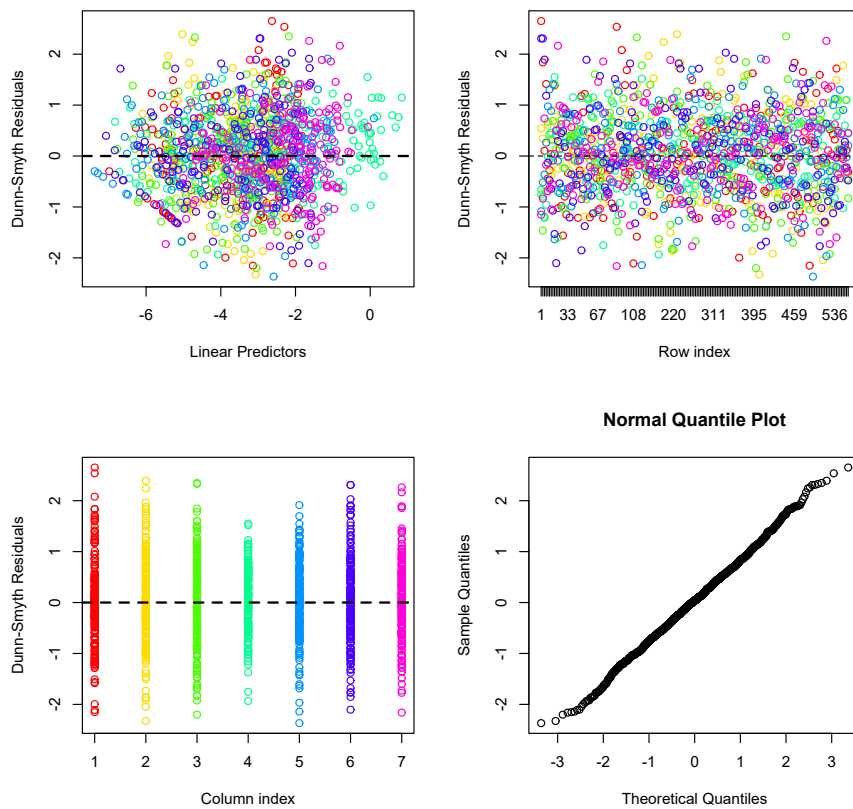 Dunn-Smyth Residuals
2
1
0
-1
-2
-6
-4
-2
0
Linear Predictors
Dunn-Smyth Residuals
2
1
0
-1
-2
1 33 67 108 220 311 395 459 536
Row index
Dunn-Smyth Residuals
2
1
0
-1
-2
1 2 3 4 5 6 7
Column index
Normal Quantile Plot
Sample Quantiles
2
1
0
-1
-2
-3 -2 -1 0 1 2 3
Theoretical Quantiles